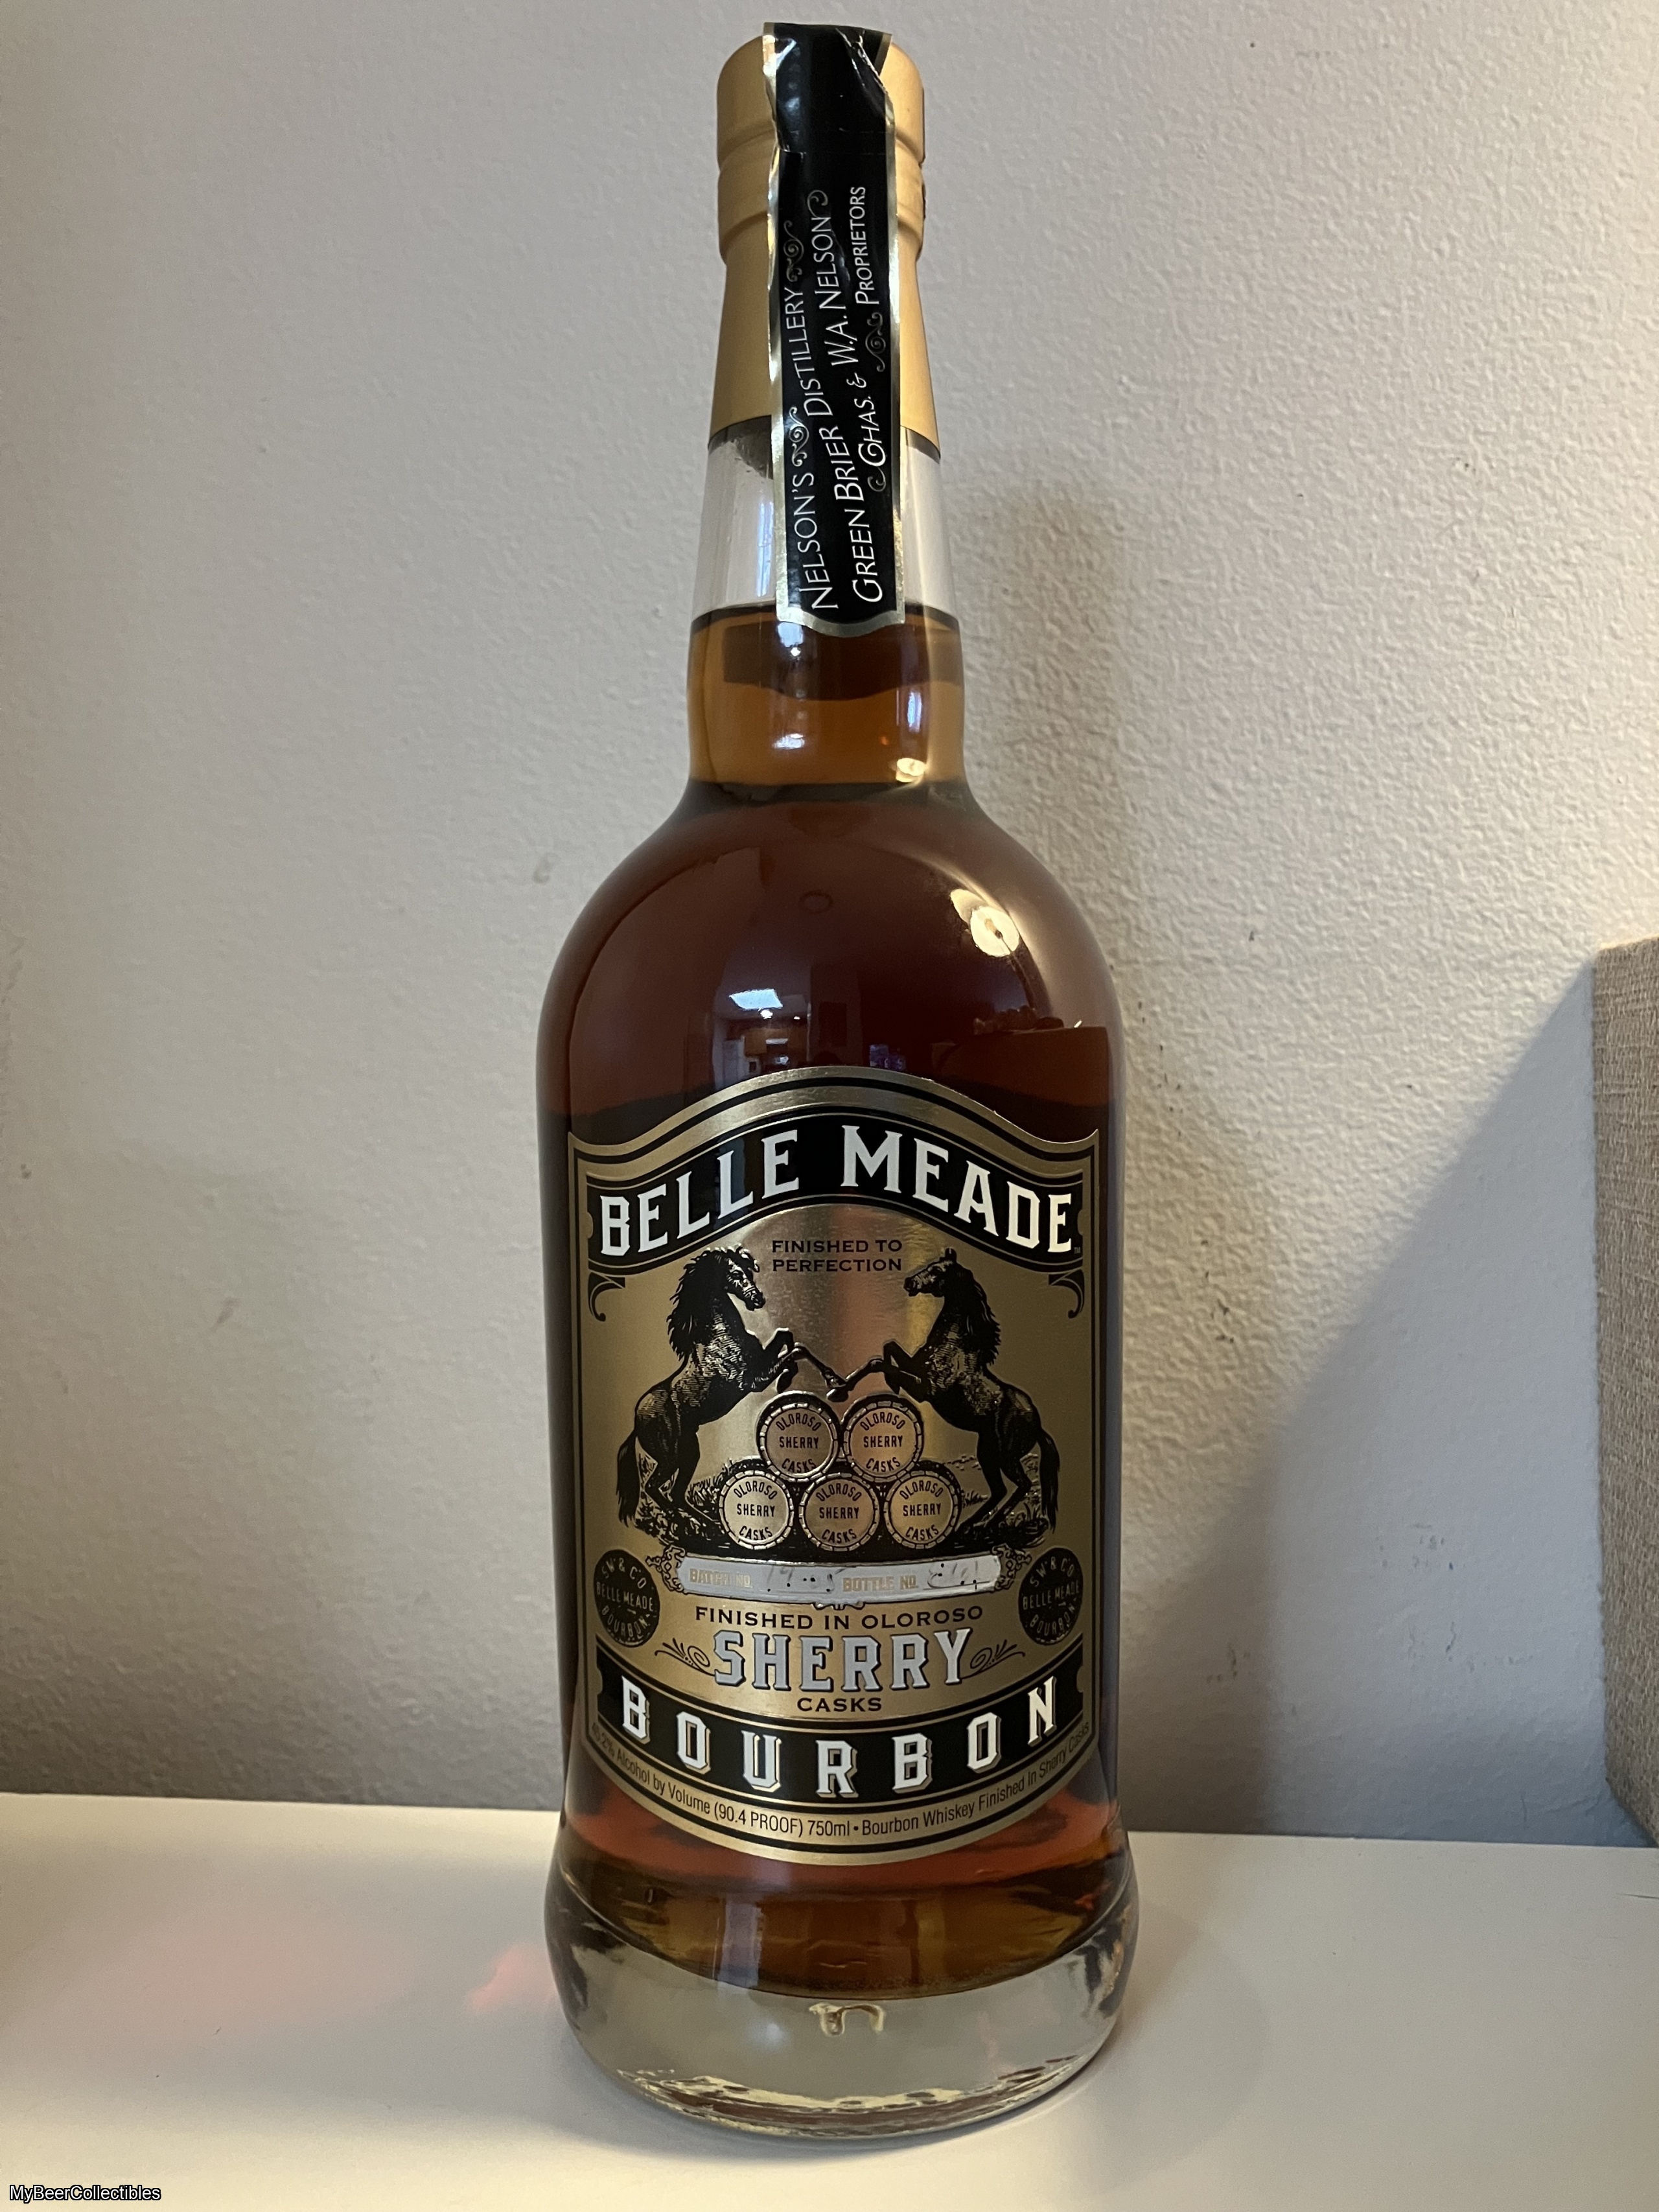 NELSON'S DISTILLERY
GREEN BRIER W.A. NELSON
CHAS. & PROPRIETORS
BELLE MEADE
FINISHED TO
PERFECTION
OLOROSO SHERRY CASKS
OLOROSO SHERRY CASKS
OLOROSO SHERRY CASKS
OLOROSO SHERRY CASKS
OLOROSO SHERRY CASKS
BATCH NO. BOTTLE NO.
SW & CO BELLE MEADE BOURBON
SW & CO BELLE MEADE BOURBON
FINISHED IN OLOROSO
SHERRY
CASKS
BOURBON
45.2% Alcohol by Volume (90.4 PROOF) 750ml • Bourbon Whiskey Finished In Sherry Casks
MyBeerCollectibles